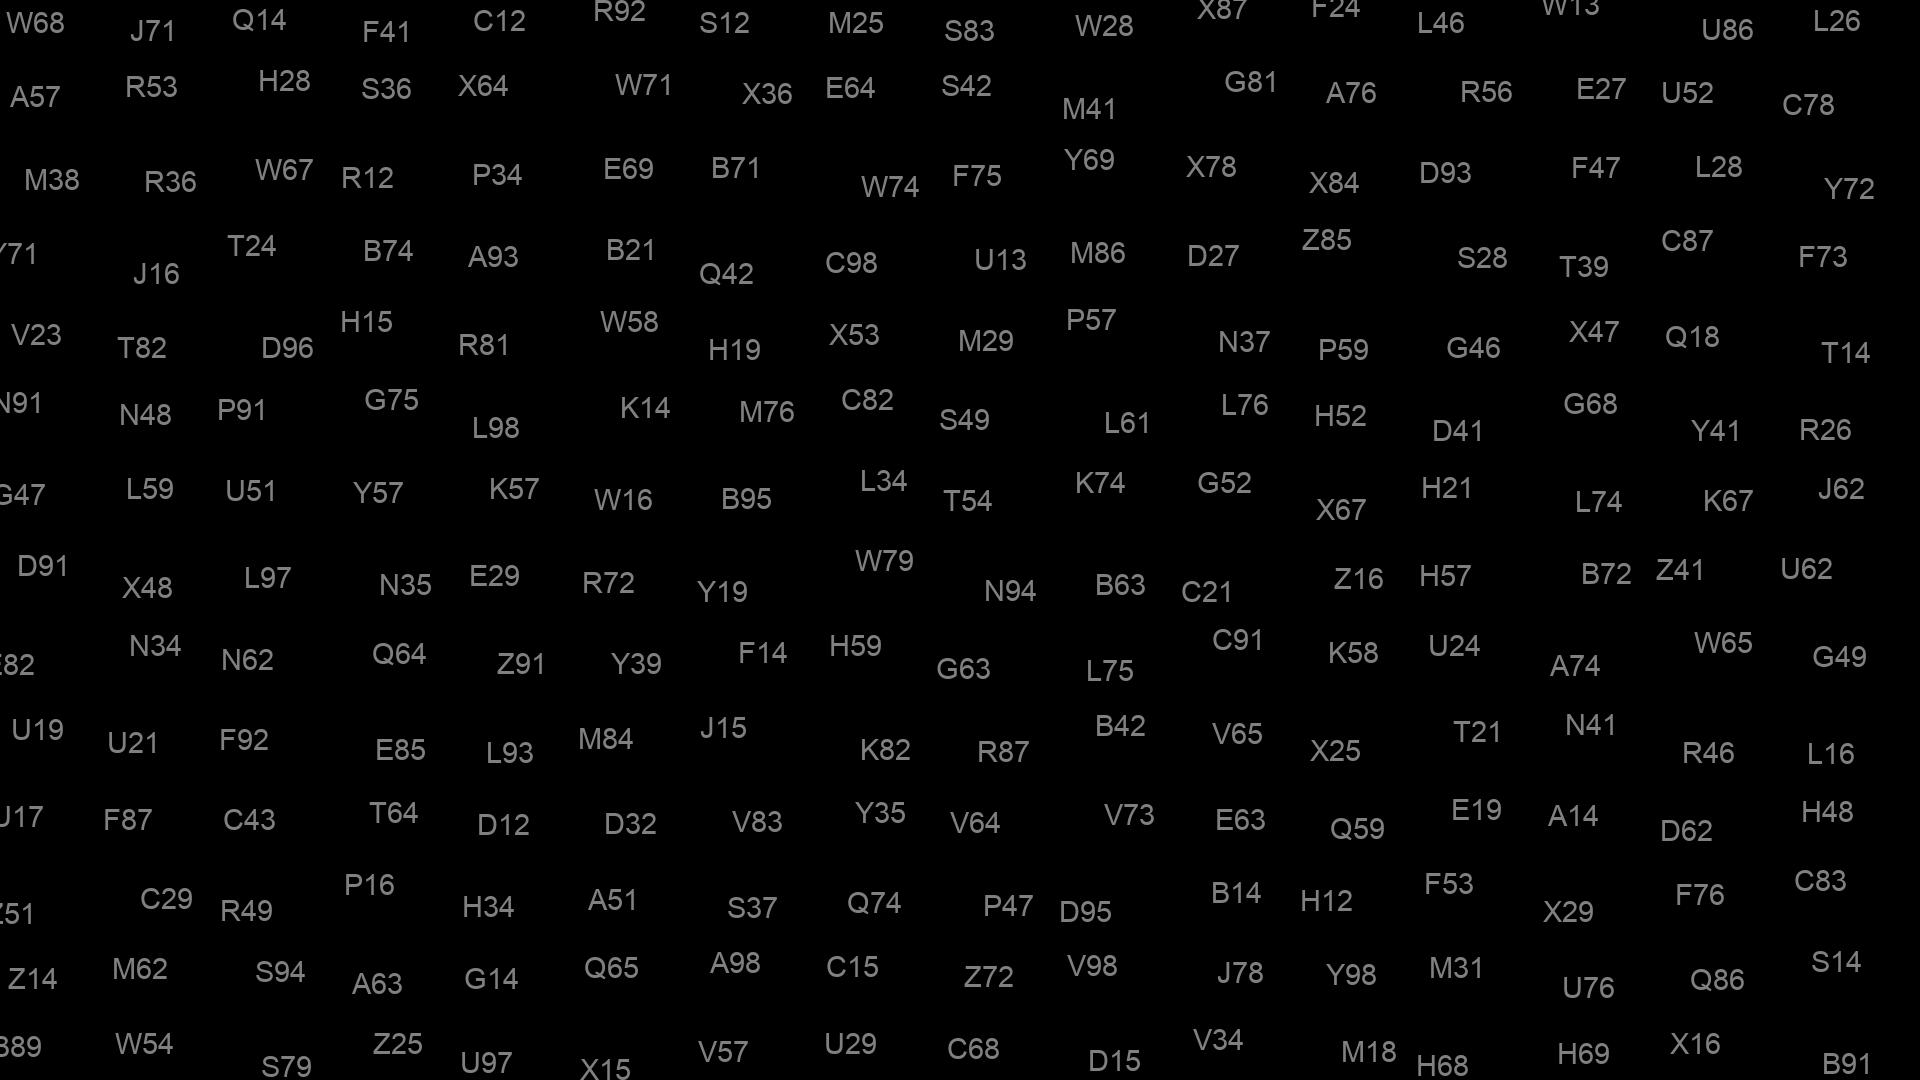 W68 J71 Q14 F41 C12 R92 S12 M25 S83 W28 X87 F24 L46 W13 U86 L26
A57 R53 H28 S36 X64 W71 X36 E64 S42 M41 G81 A76 R56 E27 U52 C78
M38 R36 W67 R12 P34 E69 B71 W74 F75 Y69 X78 X84 D93 F47 L28 Y72
Y71 J16 T24 B74 A93 B21 Q42 C98 U13 M86 D27 Z85 S28 T39 C87 F73
V23 T82 D96 H15 R81 W58 H19 X53 M29 P57 N37 P59 G46 X47 Q18 T14
N91 N48 P91 G75 L98 K14 M76 C82 S49 L61 L76 H52 D41 G68 Y41 R26
G47 L59 U51 Y57 K57 W16 B95 L34 T54 K74 G52 X67 H21 L74 K67 J62
D91 X48 L97 N35 E29 R72 Y19 W79 N94 B63 C21 Z16 H57 B72 Z41 U62
N34 N62 Q64 Z91 Y39 F14 H59 G63 L75 C91 K58 U24 A74 W65 G49
U19 U21 F92 E85 L93 M84 J15 K82 R87 B42 V65 X25 T21 N41 R46 L16
U17 F87 C43 T64 D12 D32 V83 Y35 V64 V73 E63 Q59 E19 A14 D62 H48
Z51 C29 R49 P16 H34 A51 S37 Q74 P47 D95 B14 H12 F53 X29 F76 C83
Z14 M62 S94 A63 G14 Q65 A98 C15 Z72 V98 J78 Y98 M31 U76 Q86 S14
B89 W54 S79 Z25 U97 X15 V57 U29 C68 D15 V34 M18 H68 H69 X16 B91